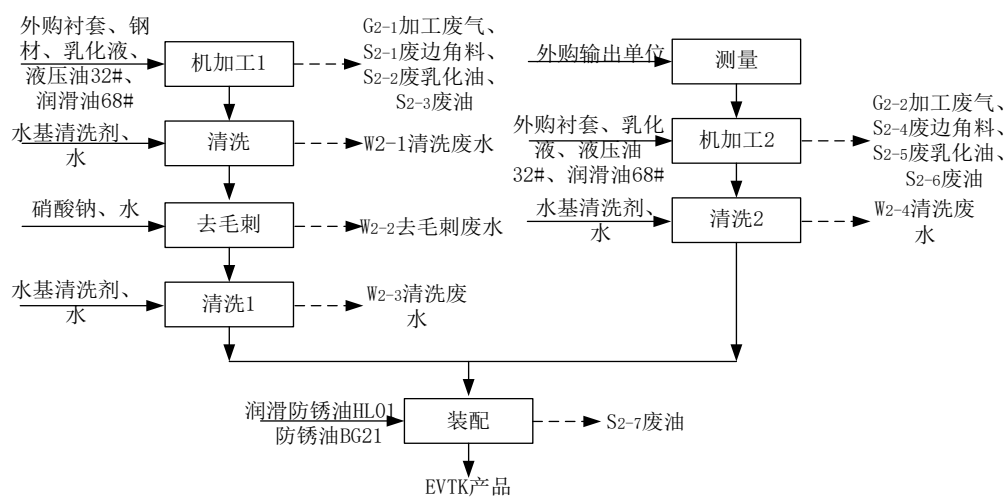 外购衬套、钢
材、乳化液、
液压油32#、
润滑油68#
机加工1
G2-1加工废气、
S2-1废边角料、
S2-2废乳化油、
S2-3废油
水基清洗剂、
水
清洗
W2-1清洗废水
硝酸钠、水
去毛刺
W2-2去毛刺废水
水基清洗剂、
水
清洗1
W2-3清洗废
水
外购输出单位
测量
外购衬套、乳化
液、液压油
32#、润滑油68#
机加工2
G2-2加工废气、
S2-4废边角料、
S2-5废乳化油、
S2-6废油
水基清洗剂、
水
清洗2
W2-4清洗废
水
润滑防锈油HL01
防锈油BG21
装配
S2-7废油
EVTK产品